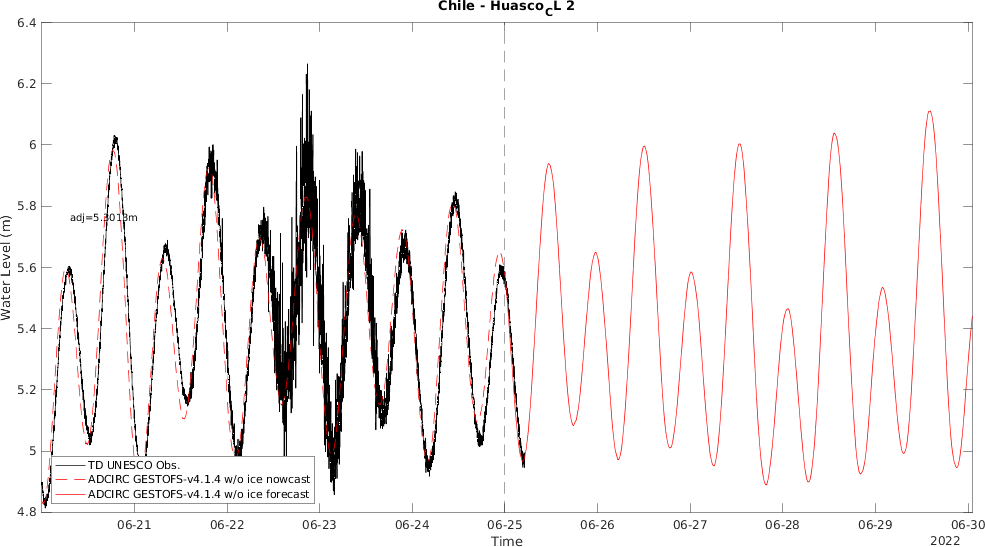 Chile - Huasco_CL 2
6.4
6.2
6
5.8
5.6
5.4
5.2
5
4.8
Water Level (m)
adj=5.3013m
TD UNESCO Obs.
ADCIRC GESTOFS-v4.1.4 w/o ice nowcast
ADCIRC GESTOFS-v4.1.4 w/o ice forecast
06-21 06-22 06-23 06-24 06-25 06-26 06-27 06-28 06-29 06-30
Time
2022